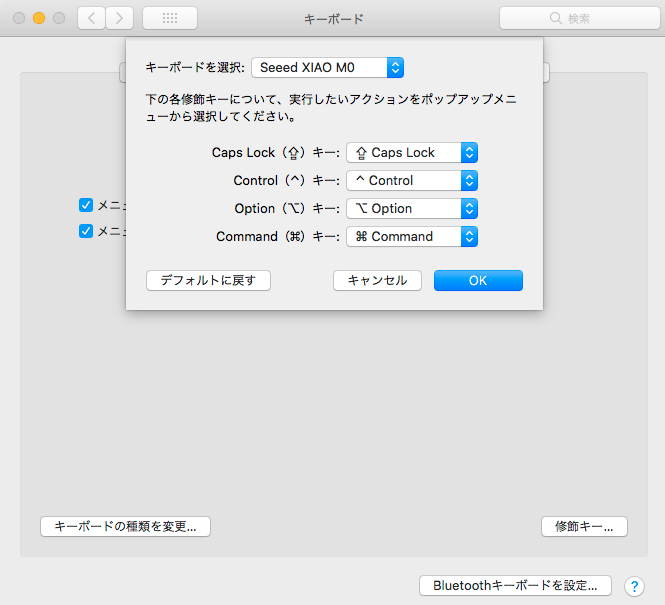 キーボード
検索
キーボードを選択: Seeed XIAO M0
下の各修飾キーについて、実行したいアクションをポップアップメニ
ューから選択してください。
Caps Lock（⇪）キー: ⇪ Caps Lock
Control（^）キー: ^ Control
Option（⌥）キー: ⌥ Option
Command（⌘）キー: ⌘ Command
メニュ
メニュ
デフォルトに戻す キャンセル OK
キーボードの種類を変更... 修飾キー...
Bluetoothキーボードを設定... ?